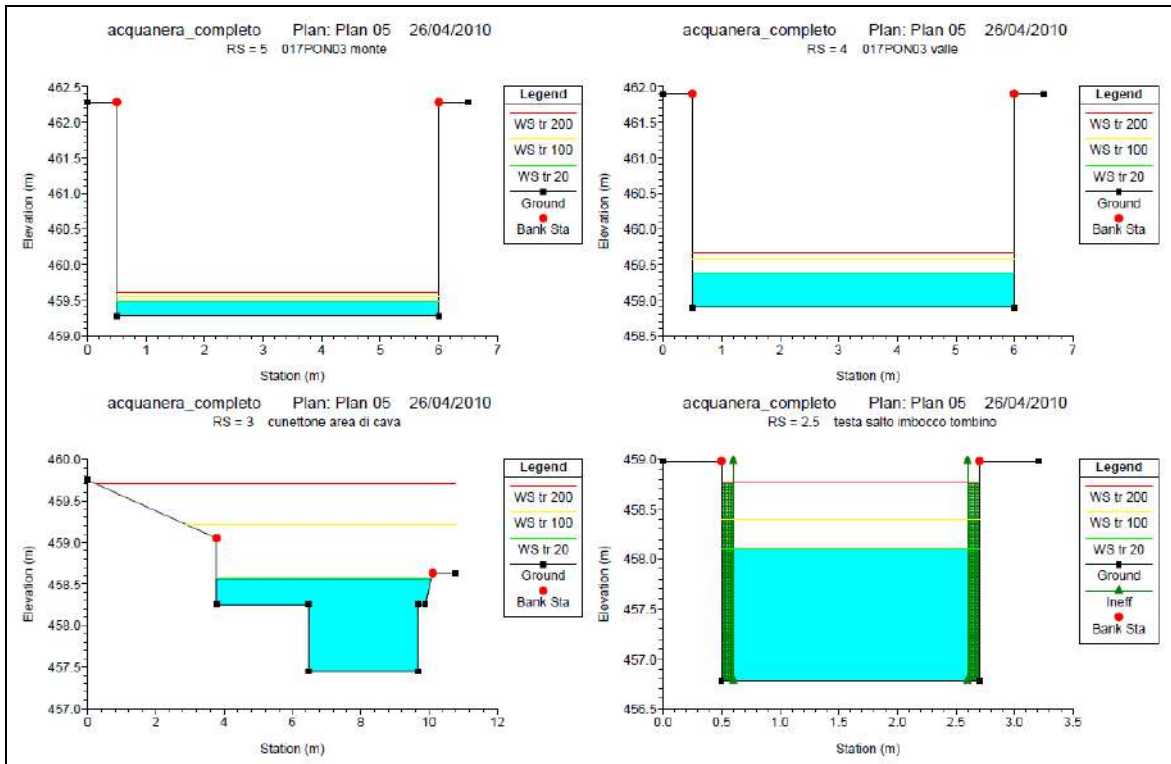 acquanera_completo Plan: Plan 05 26/04/2010
RS = 5 017PON03 monte
462.5
462.0
461.5
461.0
460.5
460.0
459.5
459.0
0 1 2 3 4 5 6 7
Elevation (m)
Station (m)
Legend
WS tr 200
WS tr 100
WS tr 20
Ground
Bank Sta
acquanera_completo Plan: Plan 05 26/04/2010
RS = 4 017PON03 valle
462.0
461.5
461.0
460.5
460.0
459.5
459.0
458.5
0 1 2 3 4 5 6 7
Elevation (m)
Station (m)
Legend
WS tr 200
WS tr 100
WS tr 20
Ground
Bank Sta
acquanera_completo Plan: Plan 05 26/04/2010
RS = 3 cunettone area di cava
460.0
459.5
459.0
458.5
458.0
457.5
457.0
0 2 4 6 8 10 12
Elevation (m)
Station (m)
Legend
WS tr 200
WS tr 100
WS tr 20
Ground
Bank Sta
acquanera_completo Plan: Plan 05 26/04/2010
RS = 2.5 testa salto imbocco tombino
459.0
458.5
458.0
457.5
457.0
456.5
0.0 0.5 1.0 1.5 2.0 2.5 3.0 3.5
Elevation (m)
Station (m)
Legend
WS tr 200
WS tr 100
WS tr 20
Ground
Ineff
Bank Sta